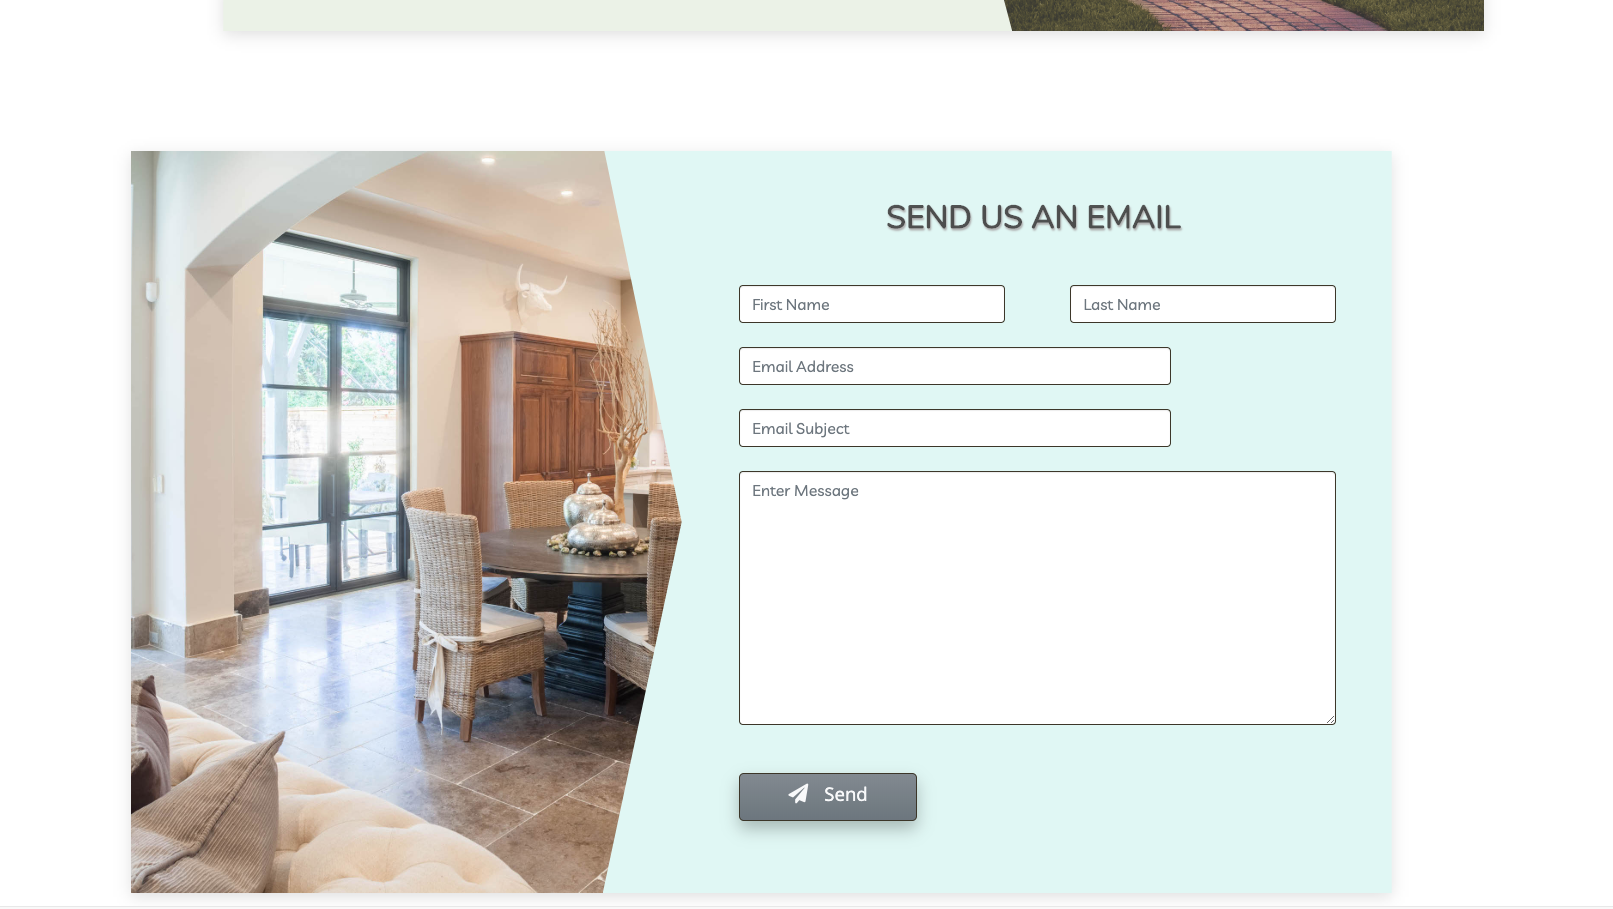 SEND US AN EMAIL
First Name
Last Name
Email Address
Email Subject
Enter Message
Send